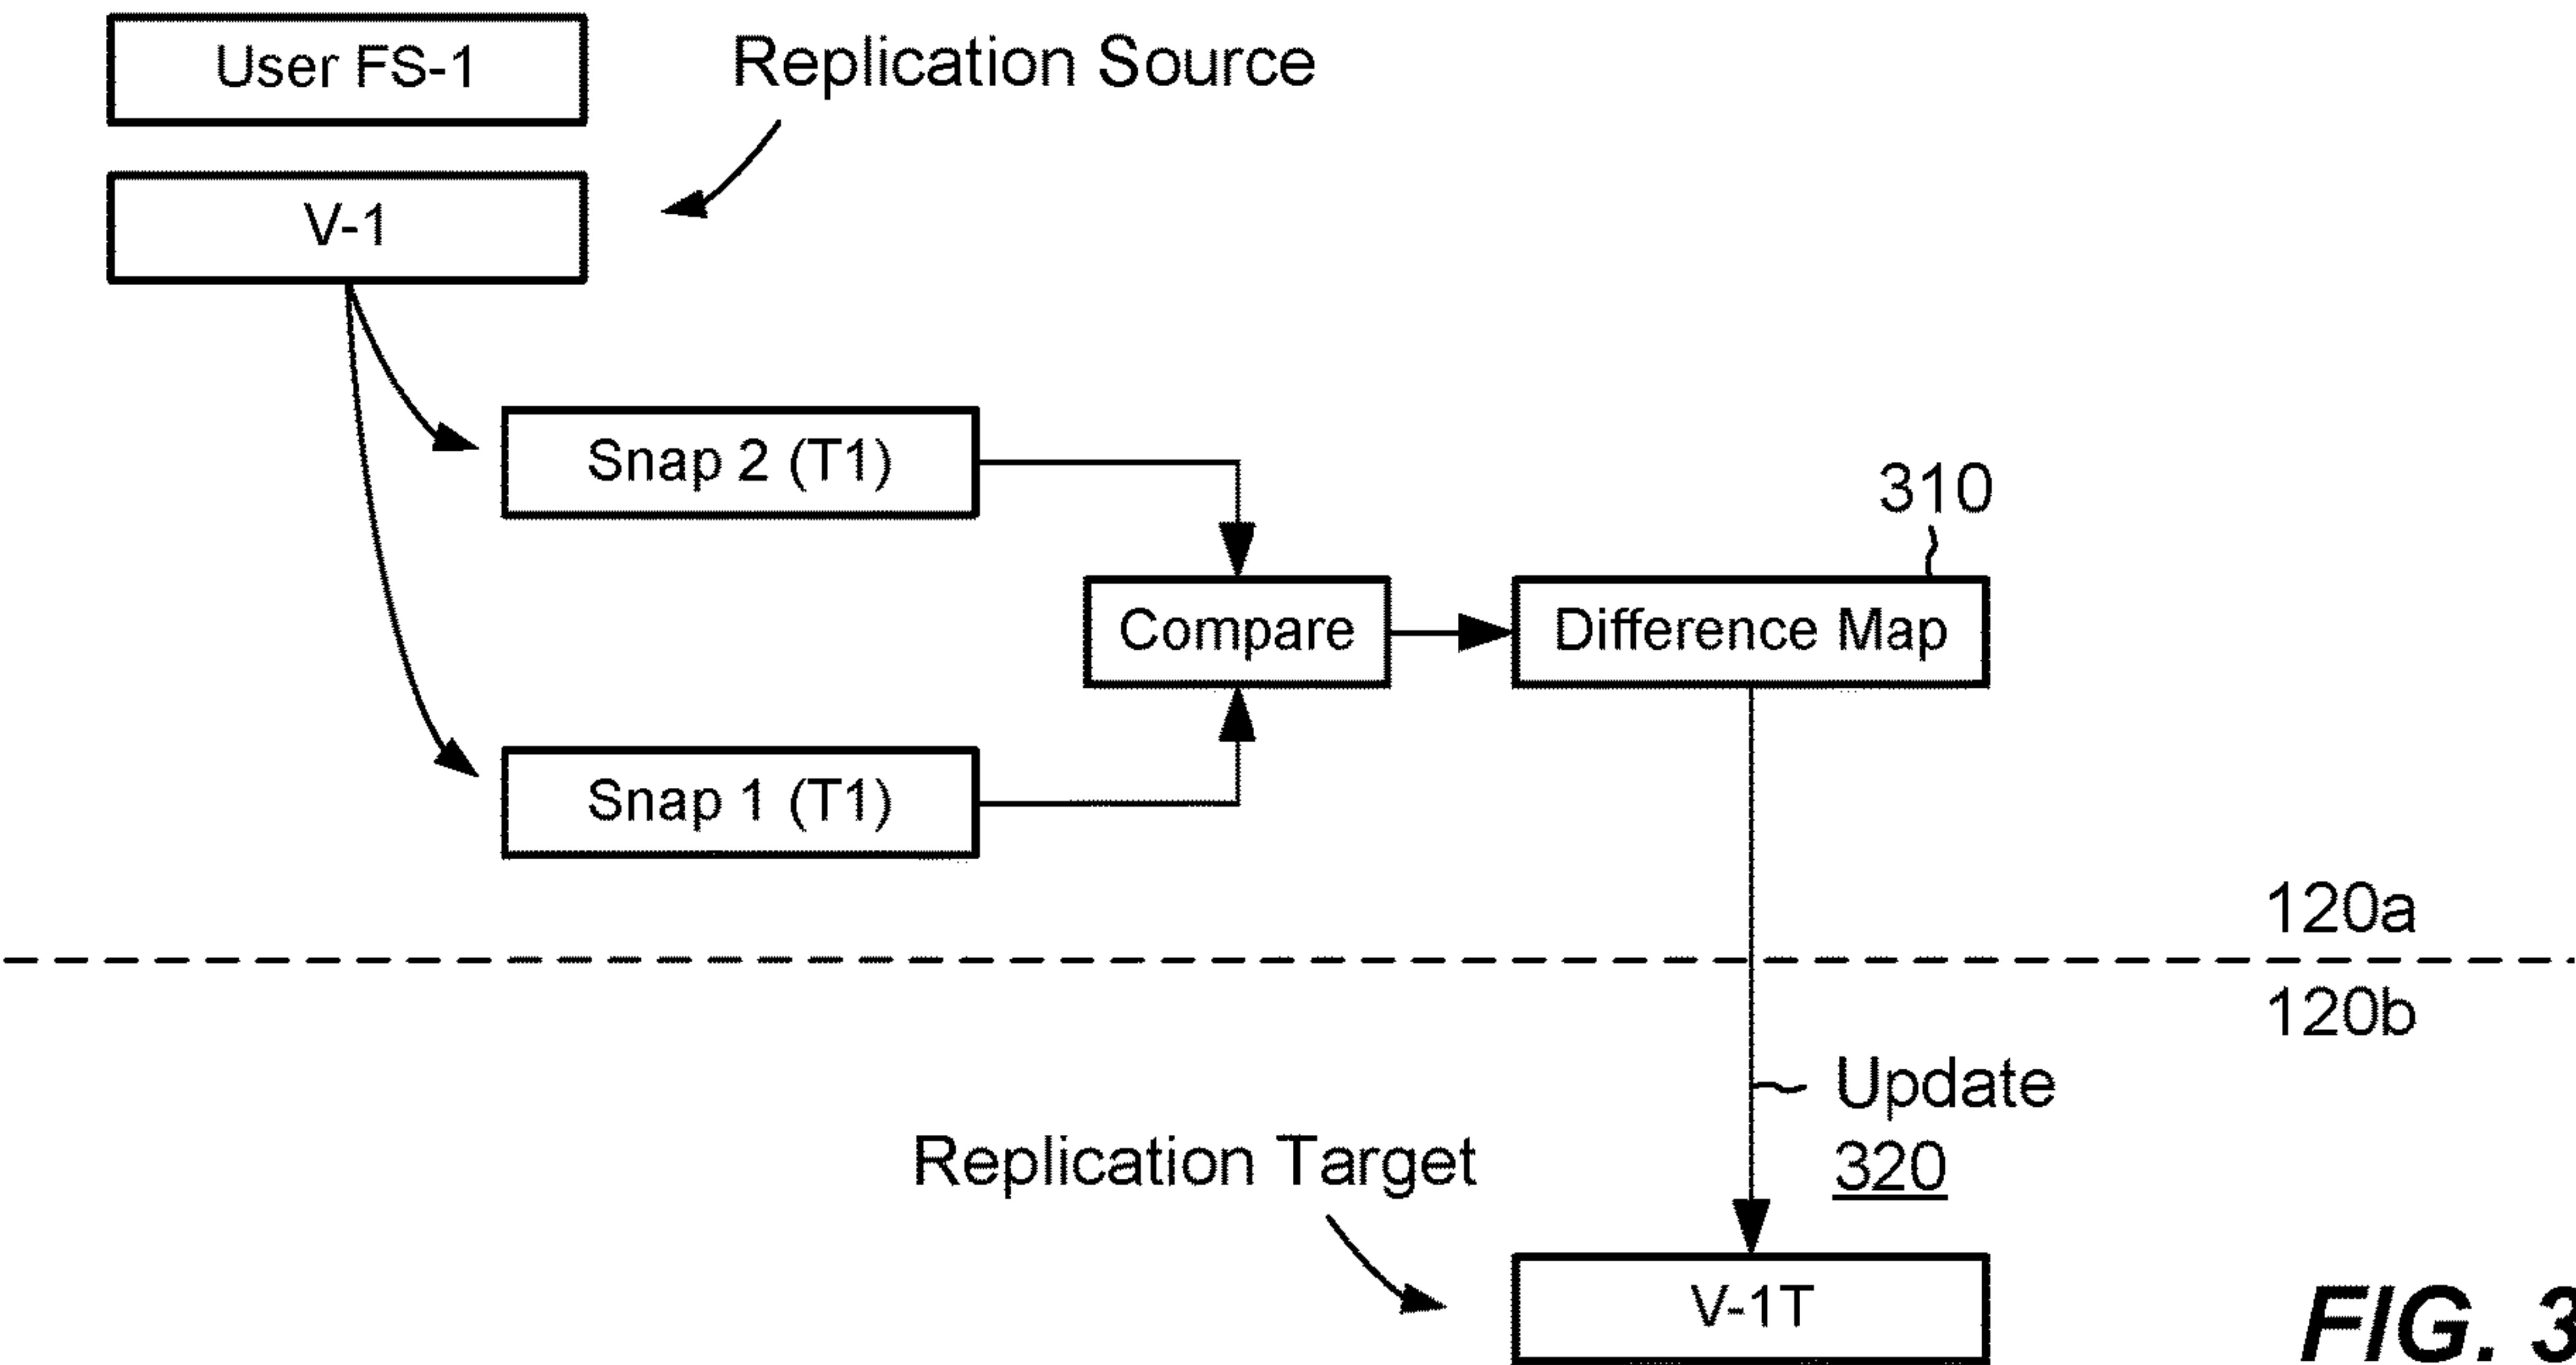 User FS-1
Replication Source
V-1
Snap 2 (T1)
310
Compare
Difference Map
Snap 1 (T1)
120a
120b
Update
320
Replication Target
V-1T
FIG. 3